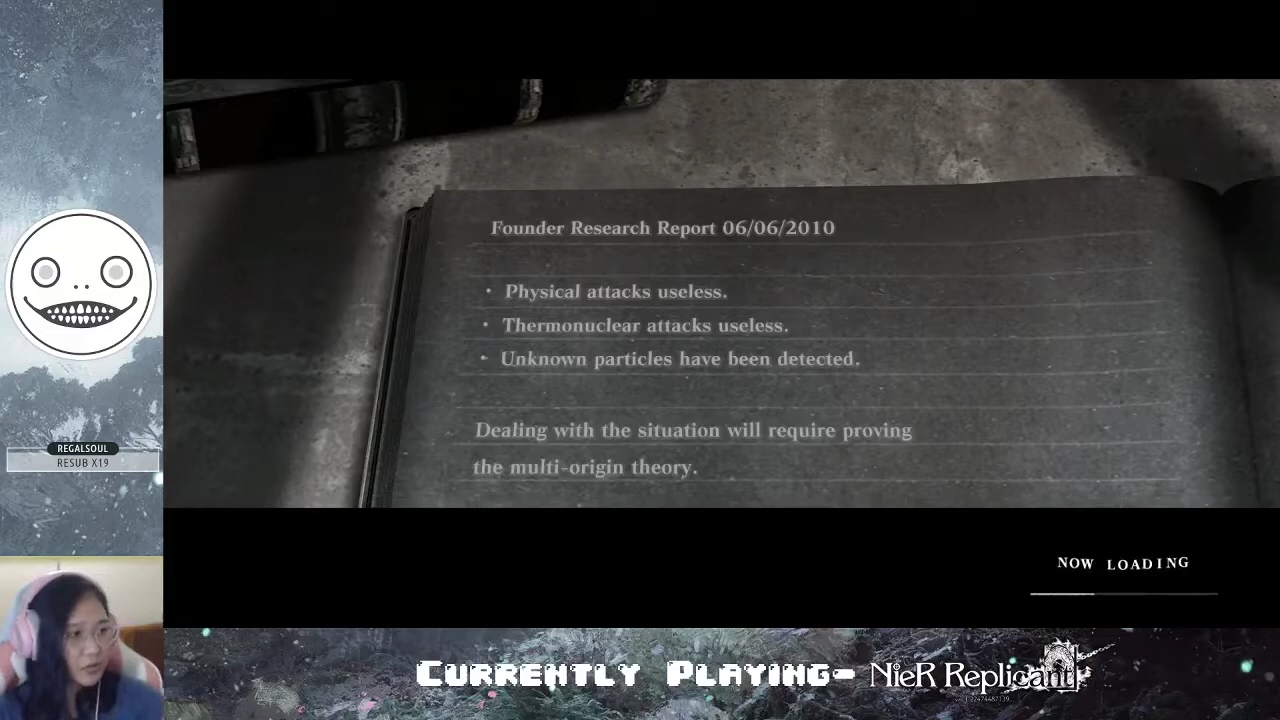 Founder Research Report 06/06/2010
• Physical attacks useless.
• Thermonuclear attacks useless.
• Unknown particles have been detected.
Dealing with the situation will require proving
the multi-origin theory.
REGALSOUL
RESUB X19
NOW LOADING
CURRENTLY PLAYING- NieR Replicant